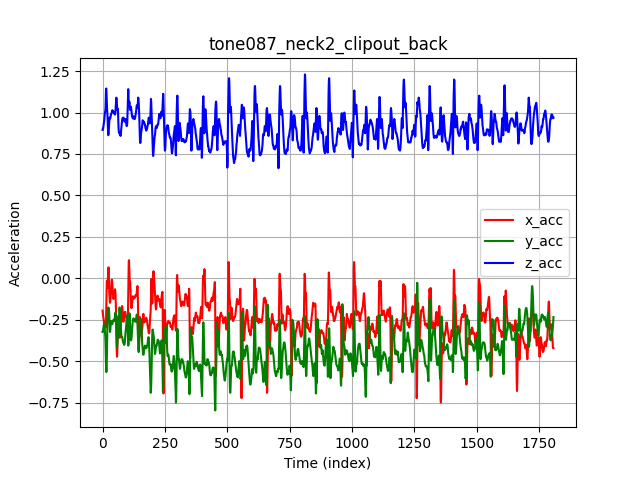 tone087_neck2_clipout_back
1.25
1.00
0.75
0.50
0.25
0.00
−0.25
−0.50
−0.75
Acceleration
x_acc
y_acc
z_acc
0 250 500 750 1000 1250 1500 1750
Time (index)